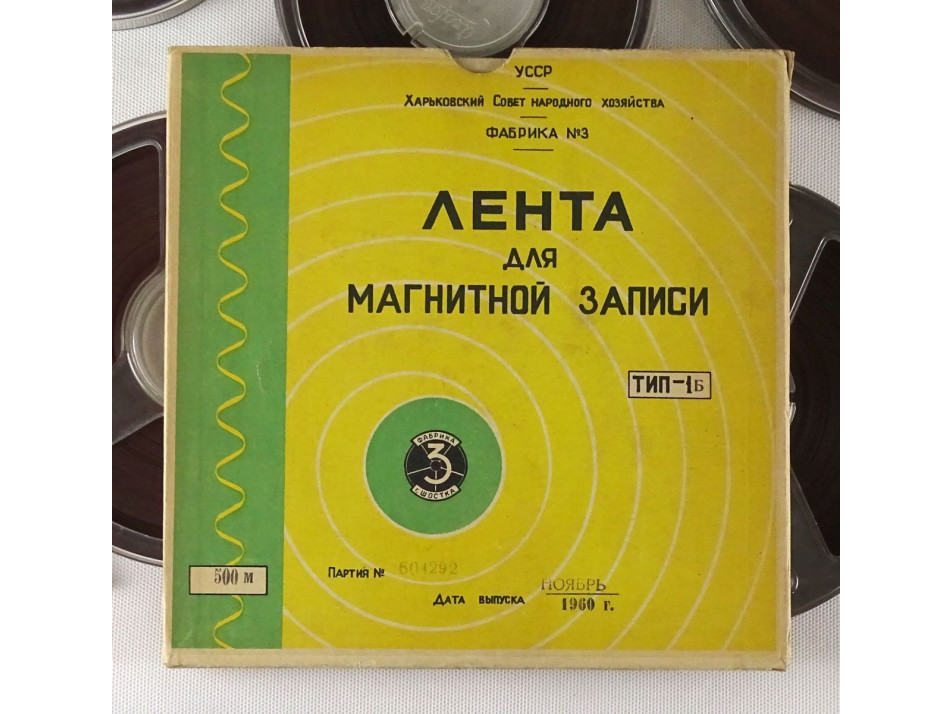 УССР
Харьковский Совет народного хозяйства
ФАБРИКА №3
ЛЕНТА
для
МАГНИТНОЙ ЗАПИСИ
ТИП-1Б
ФАБРИКА
3
г. ШОСТКА
500 м
Партия №
Дата выпуска НОЯБРЬ
1960 г.